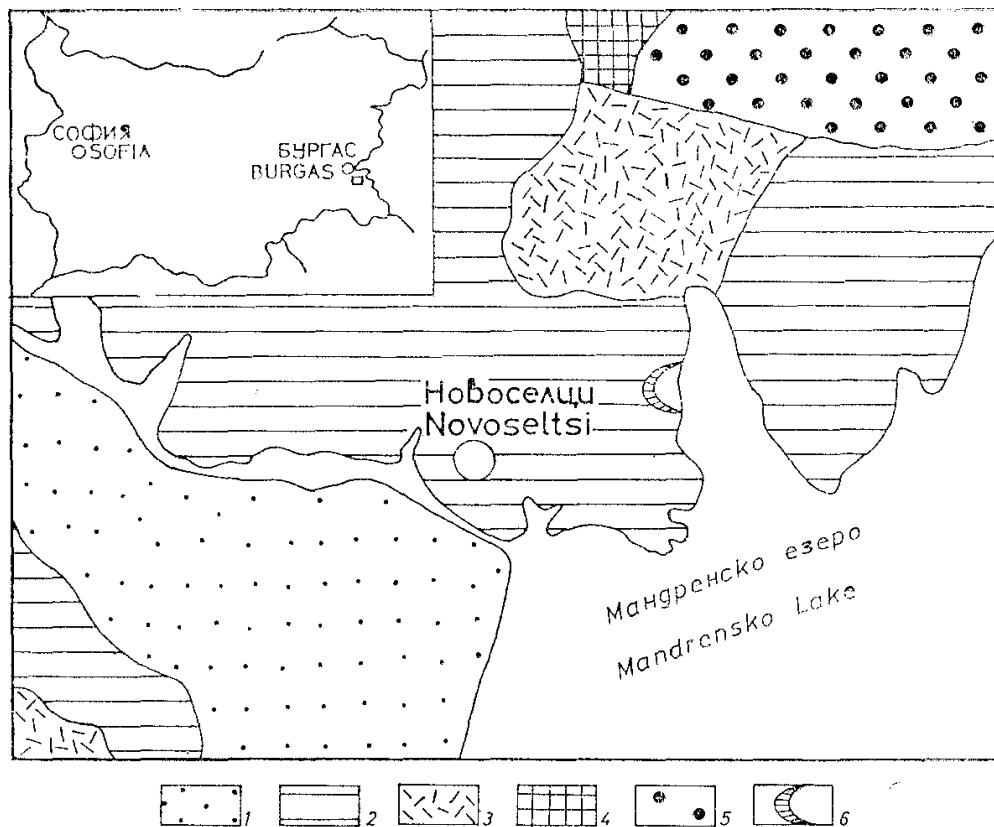 СОФИЯ
OSOFIA
БУРГАС
BURGAS
Новоселци
Novoseltsi
Мандренско езеро
Mandrensko Lake
1 2 3 4 5 6